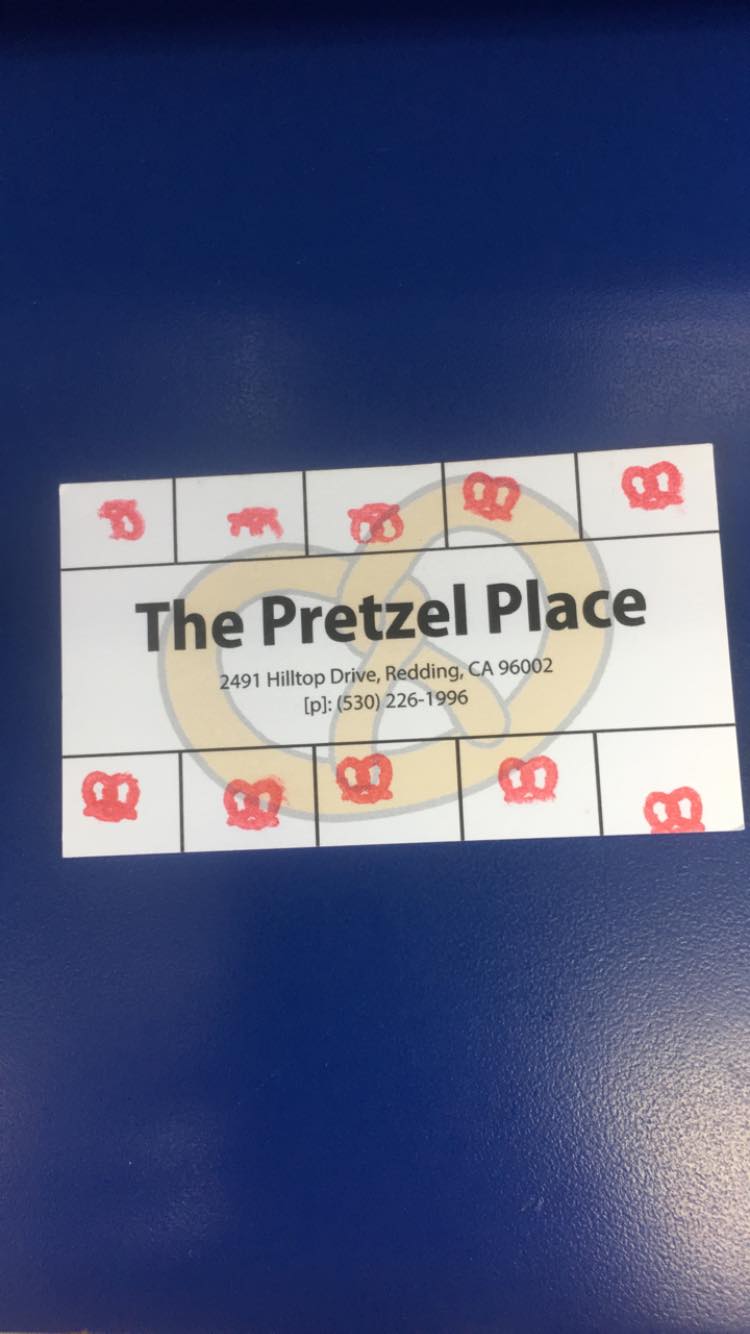 The Pretzel Place
2491 Hilltop Drive, Redding, CA 96002
[p]: (530) 226-1996